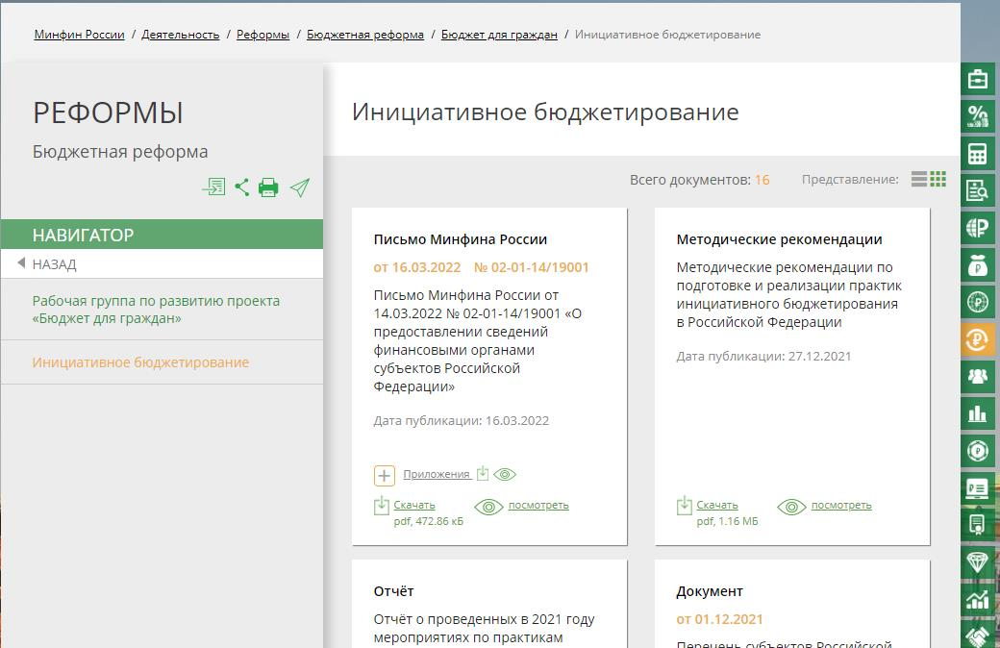 Минфин России / Деятельность / Реформы / Бюджетная реформа / Бюджет для граждан / Инициативное бюджетирование
РЕФОРМЫ
Бюджетная реформа
НАВИГАТОР
НАЗАД
Рабочая группа по развитию проекта
«Бюджет для граждан»
Инициативное бюджетирование
Инициативное бюджетирование
Всего документов: 16 Представление:
Письмо Минфина России
от 16.03.2022 № 02-01-14/19001
Письмо Минфина России от
14.03.2022 № 02-01-14/19001 «О
предоставлении сведений
финансовыми органами
субъектов Российской
Федерации»
Дата публикации: 16.03.2022
Приложения
Скачать посмотреть
pdf, 472.86 кБ
Методические рекомендации
Методические рекомендации по
подготовке и реализации практик
инициативного бюджетирования
в Российской Федерации
Дата публикации: 27.12.2021
Скачать посмотреть
pdf, 1.16 МБ
Отчёт
Отчёт о проведенных в 2021 году
мероприятиях по практикам
Документ
от 01.12.2021
Перечень субъектов Российской